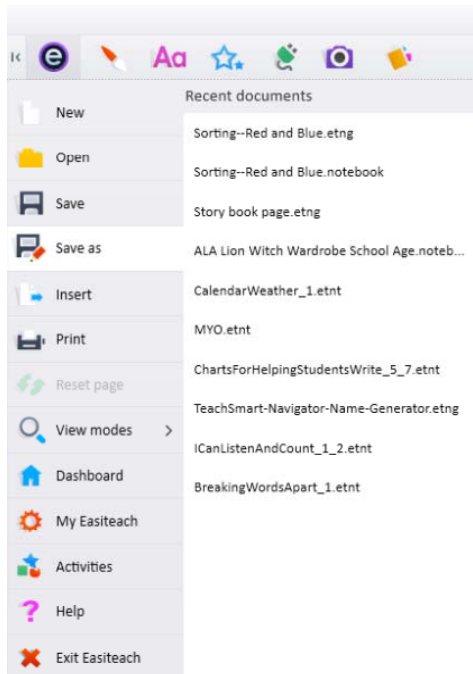 e
Aa
New
Open
Save
Save as
Insert
Print
Reset page
View modes
Dashboard
My Easiteach
Activities
? Help
Exit Easiteach
Recent documents
Sorting--Red and Blue.etng
Sorting--Red and Blue.notebook
Story book page.etng
ALA Lion Witch Wardrobe School Age.noteb...
CalendarWeather_1.etnt
MYO.etnt
ChartsForHelpingStudentsWrite_5_7.etnt
TeachSmart-Navigator-Name-Generator.etng
ICanListenAndCount_1_2.etnt
BreakingWordsApart_1.etnt